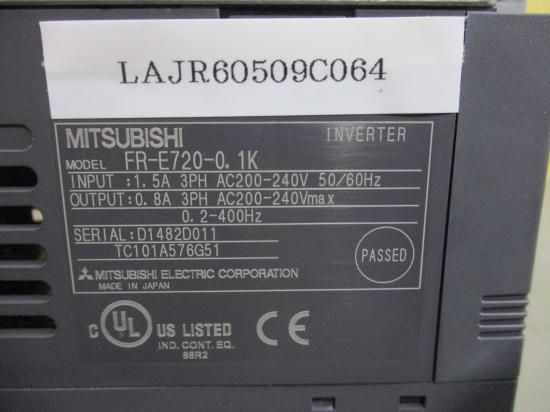 LAJR60509C064
MITSUBISHI INVERTER
MODEL FR-E720-0.1K
INPUT :1.5A 3PH AC200-240V 50/60Hz
OUTPUT:0.8A 3PH AC200-240Vmax
0.2-400Hz
SERIAL:D1482D011
TC101A576G51
PASSED
MITSUBISHI ELECTRIC CORPORATION
MADE IN JAPAN
C UL US LISTED CE
IND. CONT. EQ.
88R2